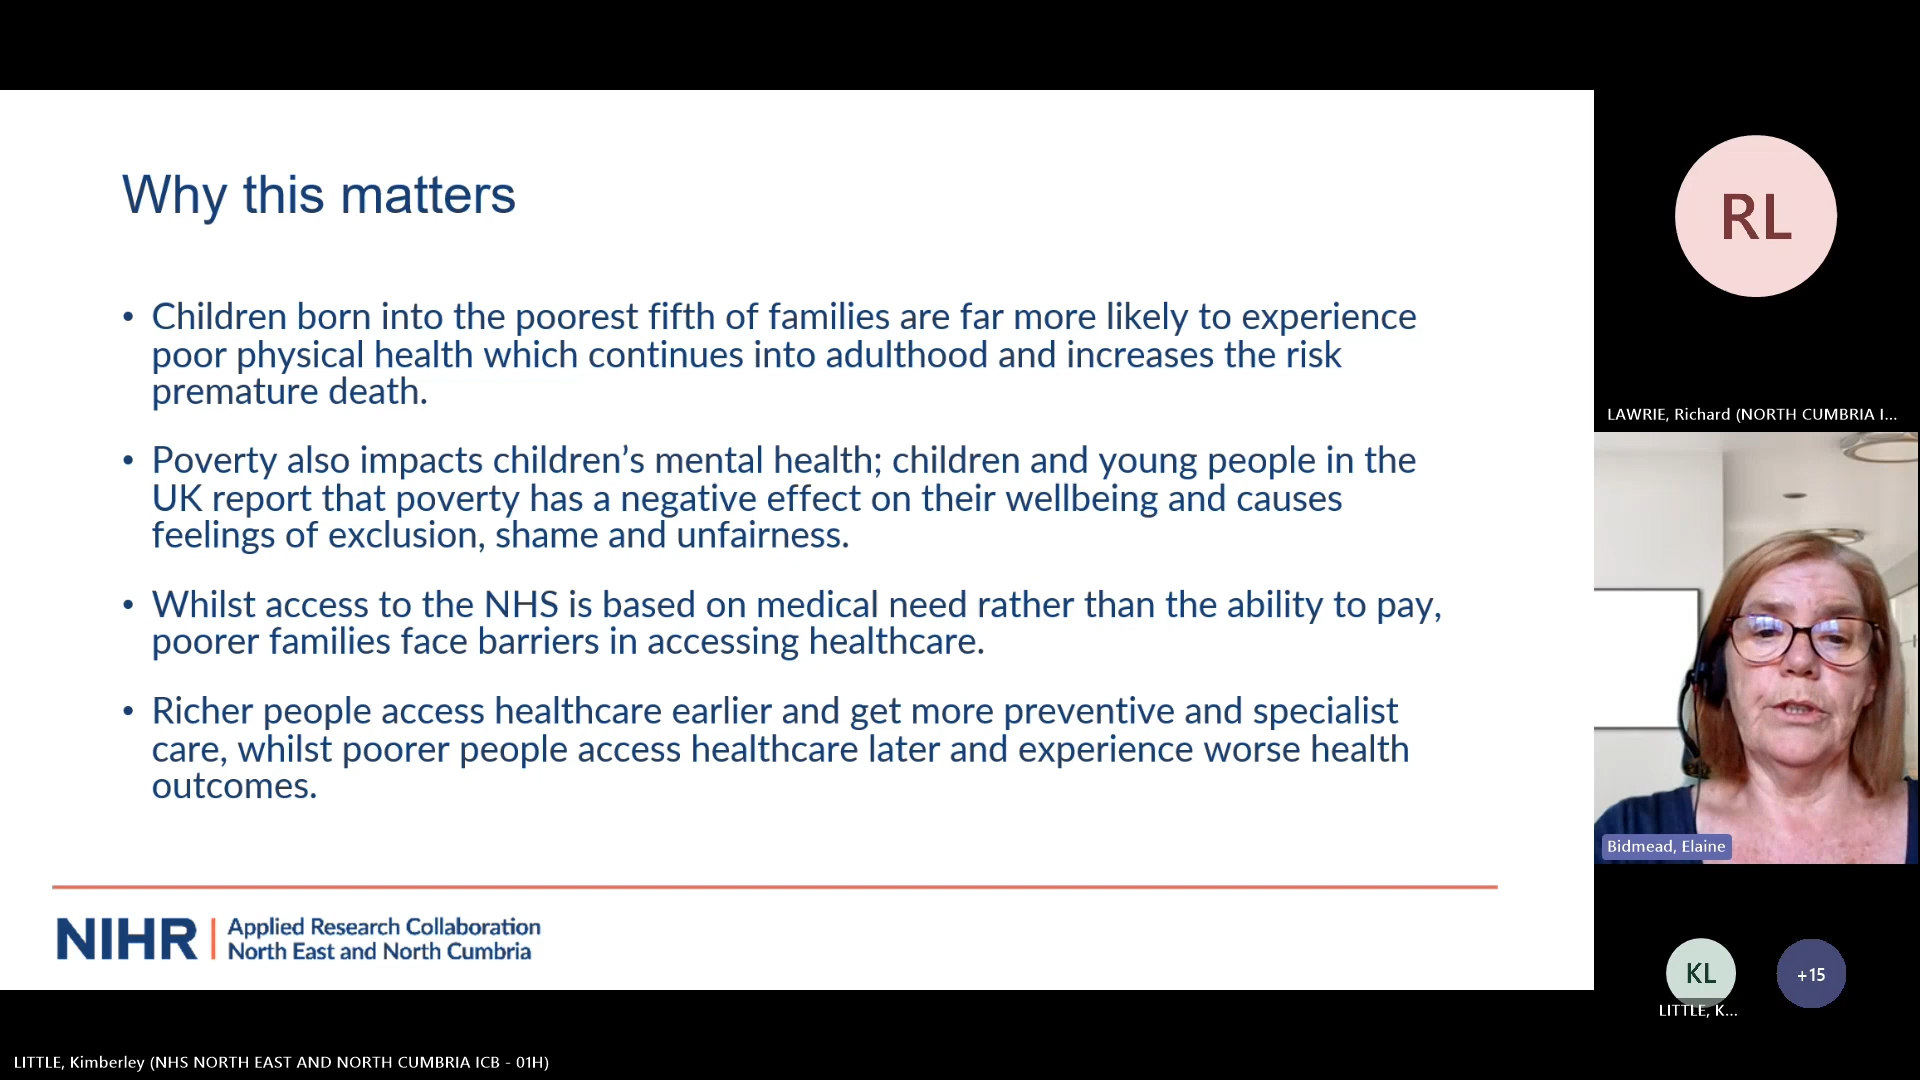 Why this matters
• Children born into the poorest fifth of families are far more likely to experience
poor physical health which continues into adulthood and increases the risk
premature death.
• Poverty also impacts children’s mental health; children and young people in the
UK report that poverty has a negative effect on their wellbeing and causes
feelings of exclusion, shame and unfairness.
• Whilst access to the NHS is based on medical need rather than the ability to pay,
poorer families face barriers in accessing healthcare.
• Richer people access healthcare earlier and get more preventive and specialist
care, whilst poorer people access healthcare later and experience worse health
outcomes.
NIHR | Applied Research Collaboration
North East and North Cumbria
RL
LAWRIE, Richard (NORTH CUMBRIA I...
Bidmead, Elaine
KL
+15
LITTLE, K...
LITTLE, Kimberley (NHS NORTH EAST AND NORTH CUMBRIA ICB - 01H)